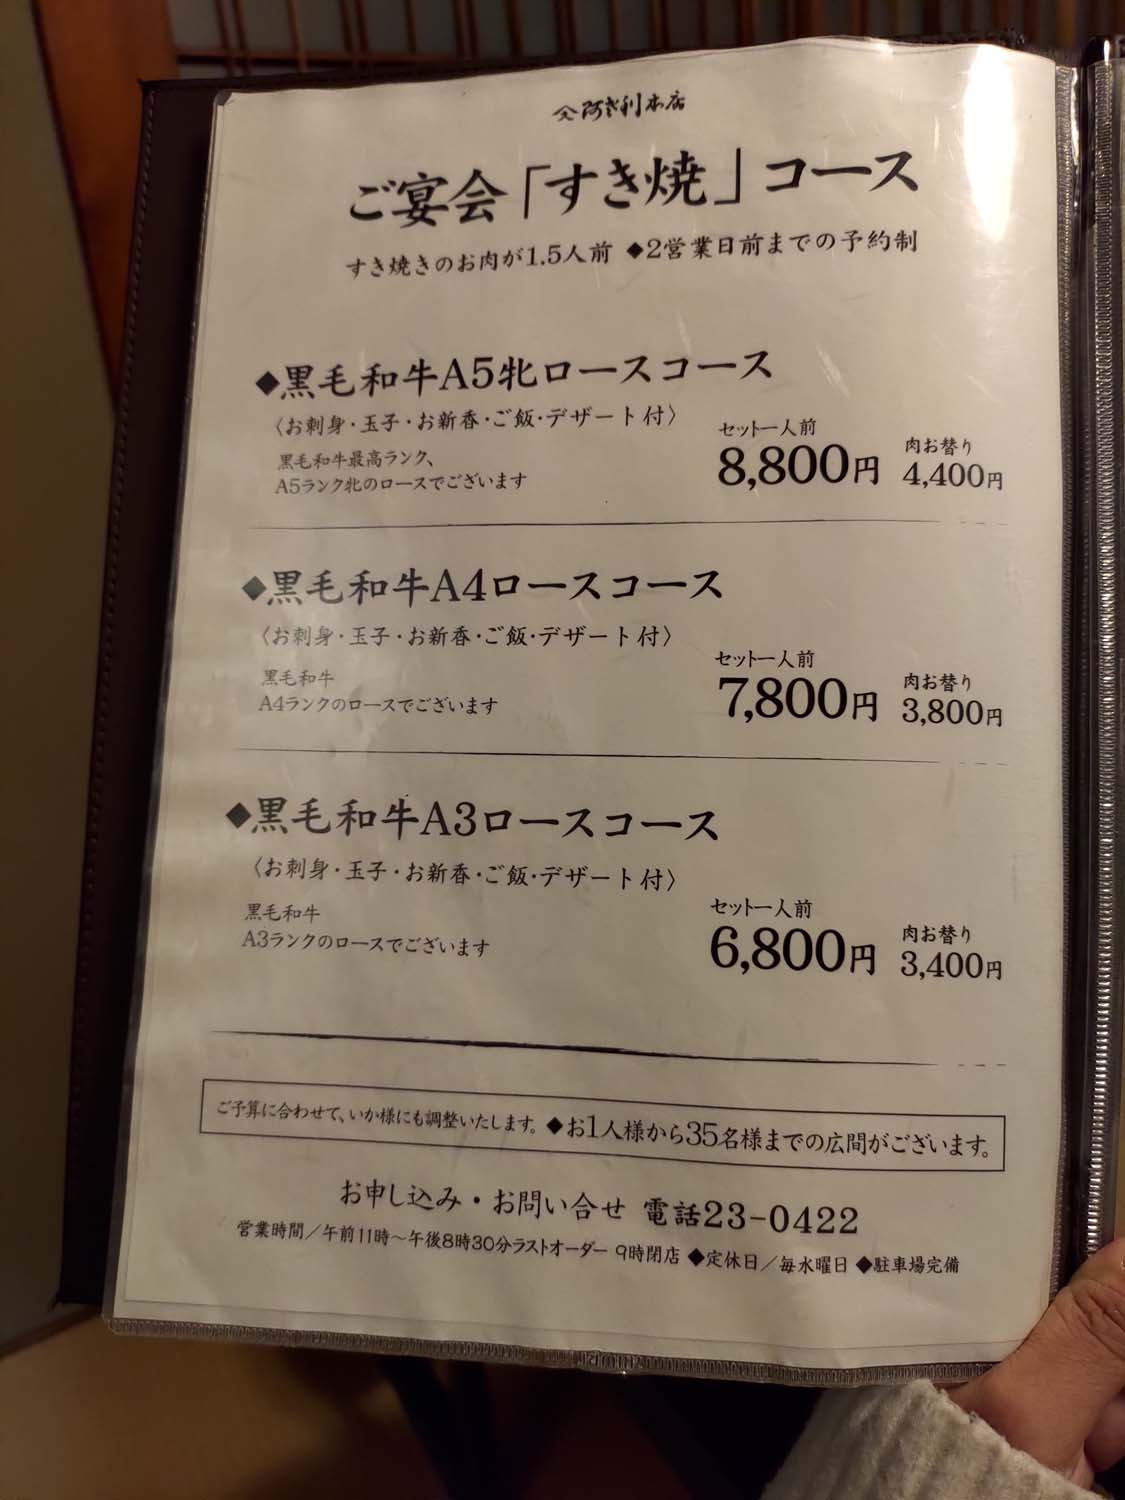 阿き利本店
ご宴会「すき焼」コース
すき焼きのお肉が1.5人前 ◆2営業日前までの予約制
◆黒毛和牛A5牝ロースコース
〈お刺身・玉子・お新香・ご飯・デザート付〉
黒毛和牛最高ランク、
A5ランク牝のロースでございます
セット一人前
8,800円
肉お替り
4,400円
◆黒毛和牛A4ロースコース
〈お刺身・玉子・お新香・ご飯・デザート付〉
黒毛和牛
A4ランクのロースでございます
セット一人前
7,800円
肉お替り
3,800円
◆黒毛和牛A3ロースコース
〈お刺身・玉子・お新香・ご飯・デザート付〉
黒毛和牛
A3ランクのロースでございます
セット一人前
6,800円
肉お替り
3,400円
ご予算に合わせて、いか様にも調整いたします。◆お1人様から35名様までの広間がございます。
お申し込み・お問い合せ 電話23-0422
営業時間／午前11時〜午後8時30分ラストオーダー 9時閉店 ◆定休日／毎水曜日 ◆駐車場完備